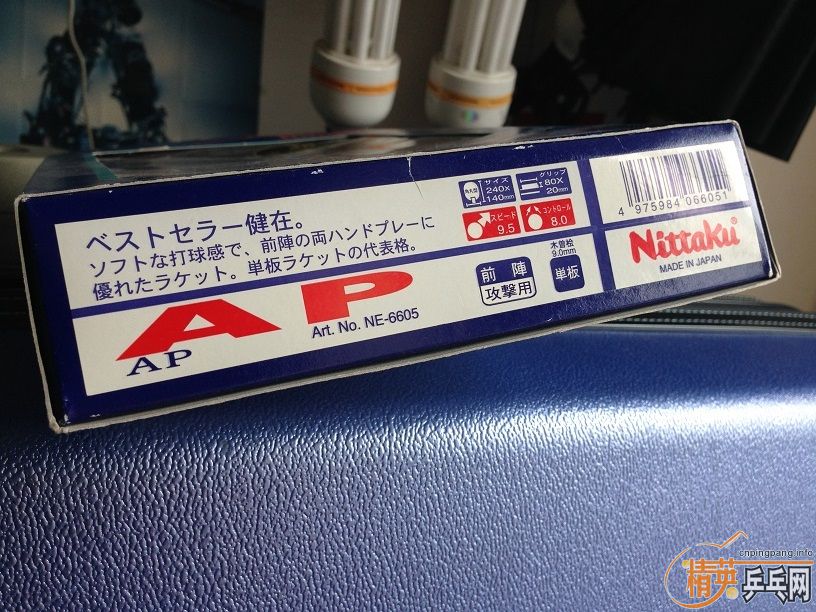 ベストセラー健在。
ソフトな打球感で、前陣の両ハンドプレーに
優れたラケット。単板ラケットの代表格。
AP
AP
Art. No. NE-6605
サイズ
240×
140mm
グリップ
80×
20mm
スピード
9.5
コントロール
8.0
木曽桧
9.0mm
前陣
攻撃用
単板
4 975984 066051
Nittaku
MADE IN JAPAN
cnpingpang.info
精英乒乓网